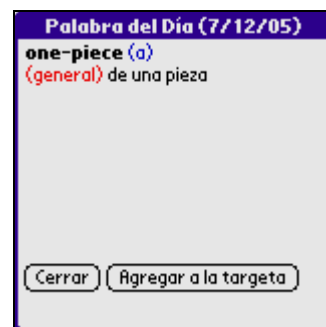 Palabra del Día (7/12/05)
one-piece (a)
(general) de una pieza
Cerrar Agregar a la targeta